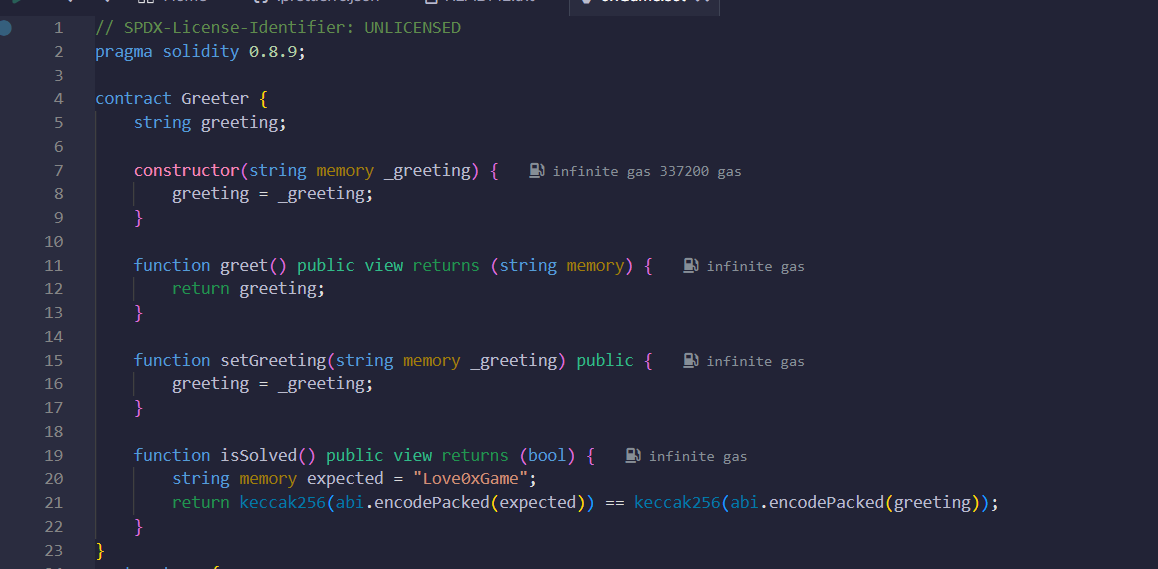 1 // SPDX-License-Identifier: UNLICENSED
2 pragma solidity 0.8.9;
3
4 contract Greeter {
5 string greeting;
6
7 constructor(string memory _greeting) { infinite gas 337200 gas
8 greeting = _greeting;
9 }
10
11 function greet() public view returns (string memory) { infinite gas
12 return greeting;
13 }
14
15 function setGreeting(string memory _greeting) public { infinite gas
16 greeting = _greeting;
17 }
18
19 function isSolved() public view returns (bool) { infinite gas
20 string memory expected = "Love0xGame";
21 return keccak256(abi.encodePacked(expected)) == keccak256(abi.encodePacked(greeting));
22 }
23 }